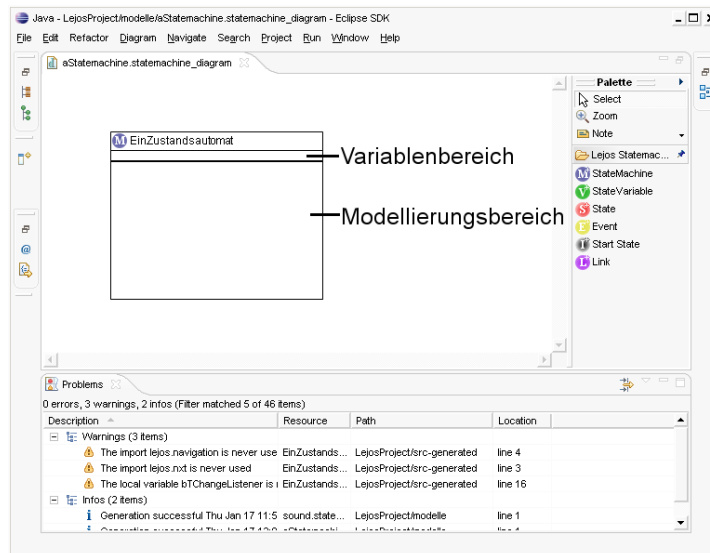 Java - LejosProject/modelle/aStatemachine.statemachine_diagram - Eclipse SDK
File Edit Refactor Diagram Navigate Search Project Run Window Help
aStatemachine.statemachine_diagram
Palette
Select
Zoom
Note
Lejos Statemac...
StateMachine
StateVariable
State
Event
Start State
Link
M EinZustandsautomat
Variablenbereich
Modellierungsbereich
Problems
0 errors, 3 warnings, 2 infos (Filter matched 5 of 46 items)
Description Resource Path Location
Warnings (3 items)
The import lejos.navigation is never use EinZustands... LejosProject/src-generated line 4
The import lejos.nxt is never used EinZustands... LejosProject/src-generated line 3
The local variable bTChangeListener is EinZustands... LejosProject/src-generated line 16
Infos (2 items)
Generation successful Thu Jan 17 11:5 sound.state... LejosProject/modelle line 1